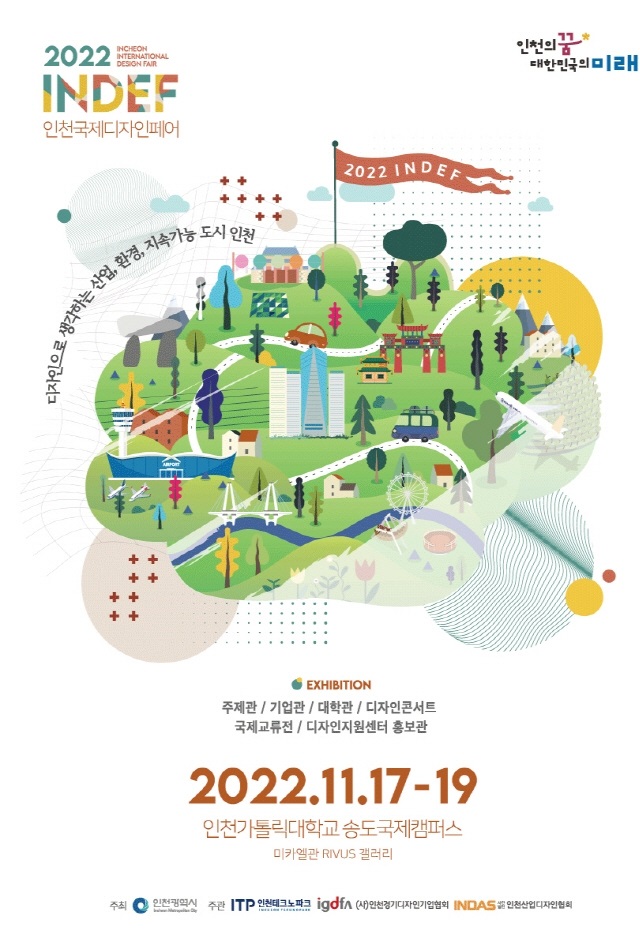 2022 INCHEON INTERNATIONAL DESIGN FAIR
INDEF
인천국제디자인페어
인천의꿈
대한민국의미래
2022 INDEF
디자인으로 생각하는 산업, 환경, 지속가능 도시 인천
AIRPORT
EXHIBITION
주제관 / 기업관 / 대학관 / 디자인콘서트
국제교류전 / 디자인지원센터 홍보관
2022.11.17-19
인천가톨릭대학교 송도국제캠퍼스
미카엘관 RIVUS 갤러리
주최 인천광역시 Incheon Metropolitan City 주관 ITP 인천테크노파크 igdfa (사)인천경기디자인기업협회 INDAS 인천산업디자인협회